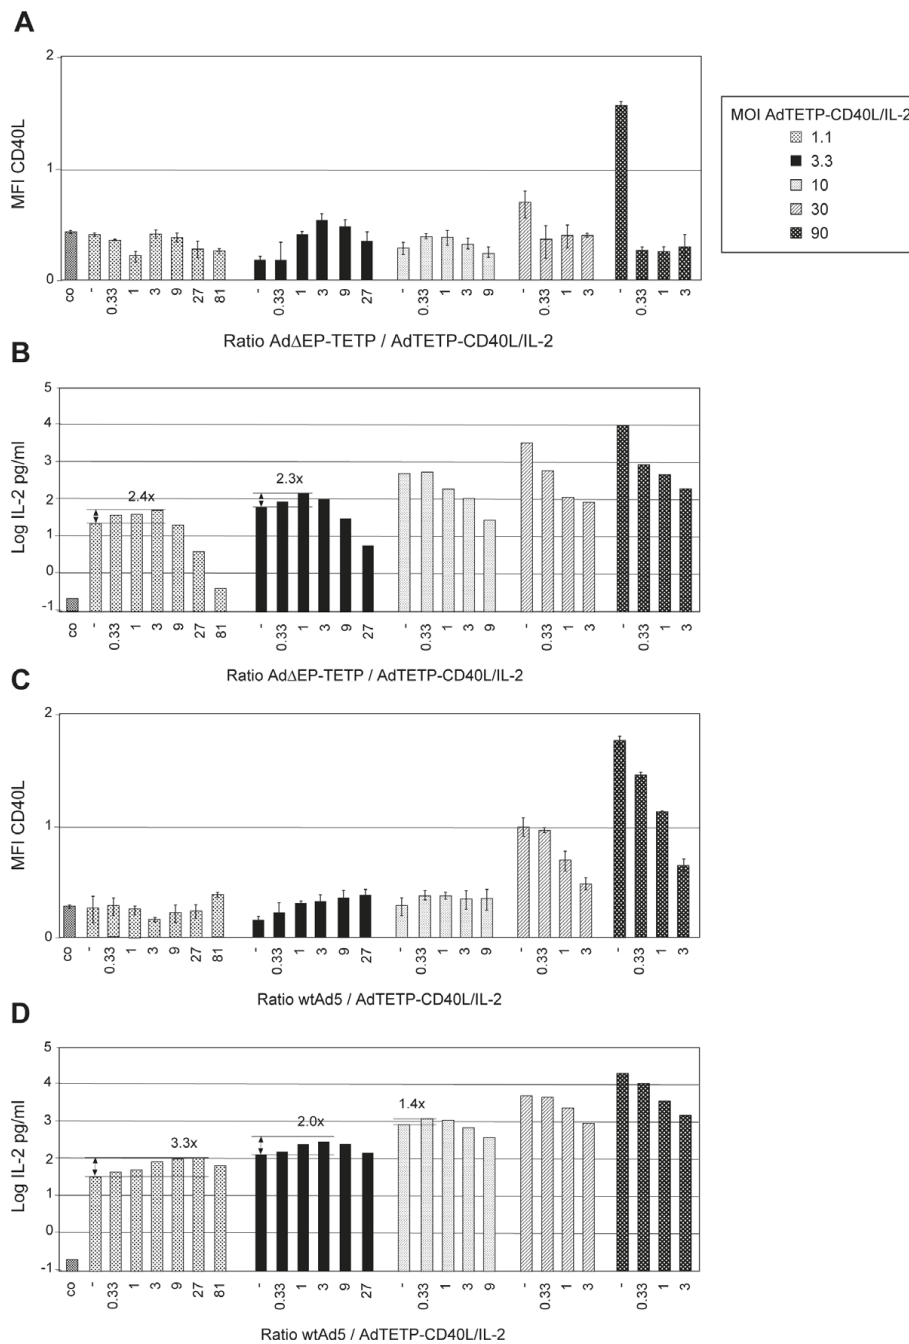 A
2
1
0
MFI CD40L
co - 0.33 1 3 9 27 81 - 0.33 1 3 9 27 - 0.33 1 3 9 - 0.33 1 3 - 0.33 1 3
Ratio AdΔEP-TETP / AdTETP-CD40L/IL-2
MOI AdTETP-CD40L/IL-2
1.1
3.3
10
30
90
B
5
4
3
2
1
0
-1
Log IL-2 pg/ml
2.4x
2.3x
co - 0.33 1 3 9 27 81 - 0.33 1 3 9 27 - 0.33 1 3 9 - 0.33 1 3 - 0.33 1 3
Ratio AdΔEP-TETP / AdTETP-CD40L/IL-2
C
2
1
0
MFI CD40L
co - 0.33 1 3 9 27 81 - 0.33 1 3 9 27 - 0.33 1 3 9 - 0.33 1 3 - 0.33 1 3
Ratio wtAd5 / AdTETP-CD40L/IL-2
D
5
4
3
2
1
0
-1
Log IL-2 pg/ml
3.3x
2.0x
1.4x
co - 0.33 1 3 9 27 81 - 0.33 1 3 9 27 - 0.33 1 3 9 - 0.33 1 3 - 0.33 1 3
Ratio wtAd5 / AdTETP-CD40L/IL-2